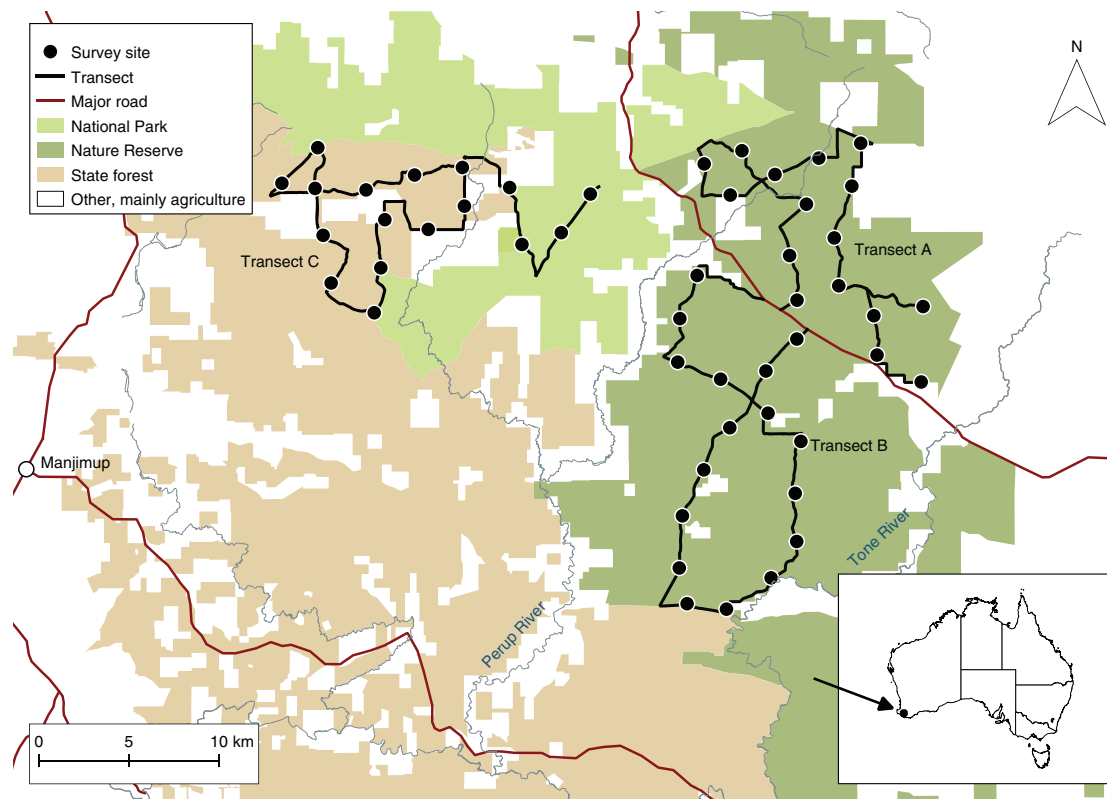 Survey site
Transect
Major road
National Park
Nature Reserve
State forest
Other, mainly agriculture
N
Transect A
Transect C
Transect B
Manjimup
Tone River
Perup River
0 5 10 km